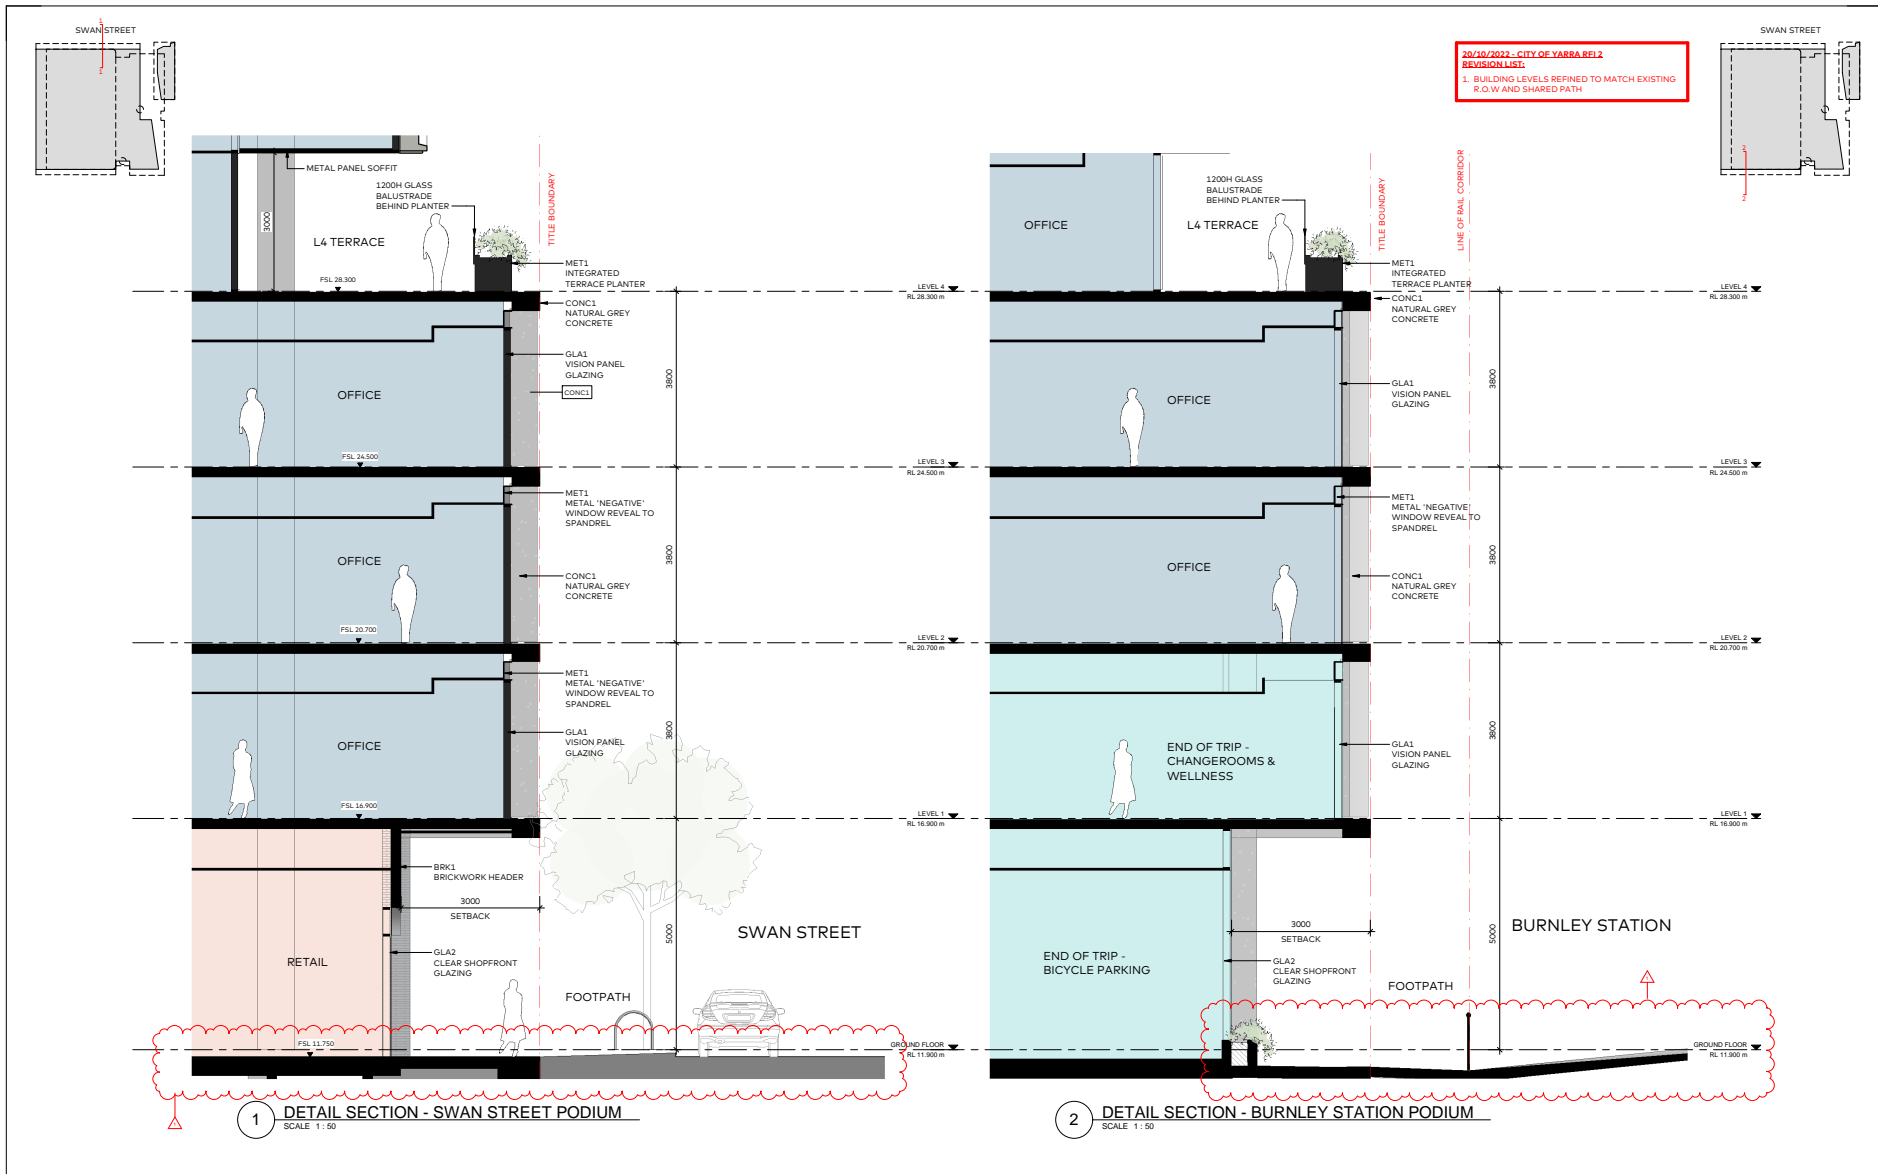 SWAN STREET
1
1
SWAN STREET
2
2
20/10/2022 - CITY OF YARRA RFI 2
REVISION LIST:
1. BUILDING LEVELS REFINED TO MATCH EXISTING
R.O.W AND SHARED PATH
METAL PANEL SOFFIT
1200H GLASS
BALUSTRADE
BEHIND PLANTER
3000
L4 TERRACE
TITLE BOUNDARY
FSL 28.300
MET1
INTEGRATED
TERRACE PLANTER
CONC1
NATURAL GREY
CONCRETE
LEVEL 4
RL 28.300 m
GLA1
VISION PANEL
GLAZING
CONC1
OFFICE
3800
FSL 24.500
LEVEL 3
RL 24.500 m
MET1
METAL 'NEGATIVE'
WINDOW REVEAL TO
SPANDREL
OFFICE
3800
CONC1
NATURAL GREY
CONCRETE
FSL 20.700
LEVEL 2
RL 20.700 m
MET1
METAL 'NEGATIVE'
WINDOW REVEAL TO
SPANDREL
GLA1
VISION PANEL
GLAZING
OFFICE
3800
FSL 16.900
LEVEL 1
RL 16.900 m
BRK1
BRICKWORK HEADER
3000
SETBACK
5000
SWAN STREET
RETAIL
GLA2
CLEAR SHOPFRONT
GLAZING
FOOTPATH
FSL 11.750
GROUND FLOOR
RL 11.900 m
1
DETAIL SECTION - SWAN STREET PODIUM
SCALE 1 : 50
OFFICE
1200H GLASS
BALUSTRADE
BEHIND PLANTER
L4 TERRACE
TITLE BOUNDARY
LINE OF RAIL CORRIDOR
MET1
INTEGRATED
TERRACE PLANTER
CONC1
NATURAL GREY
CONCRETE
LEVEL 4
RL 28.300 m
GLA1
VISION PANEL
GLAZING
OFFICE
3800
LEVEL 3
RL 24.500 m
MET1
METAL 'NEGATIVE'
WINDOW REVEAL TO
SPANDREL
OFFICE
3800
CONC1
NATURAL GREY
CONCRETE
LEVEL 2
RL 20.700 m
END OF TRIP -
CHANGEROOMS &
WELLNESS
3800
GLA1
VISION PANEL
GLAZING
LEVEL 1
RL 16.900 m
3000
SETBACK
5000
BURNLEY STATION
END OF TRIP -
BICYCLE PARKING
GLA2
CLEAR SHOPFRONT
GLAZING
FOOTPATH
GROUND FLOOR
RL 11.900 m
2
DETAIL SECTION - BURNLEY STATION PODIUM
SCALE 1 : 50